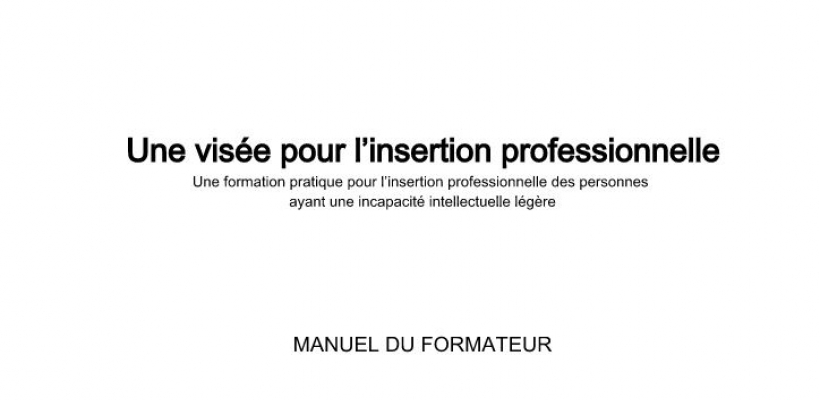 Une visée pour l'insertion professionnelle
Une formation pratique pour l'insertion professionnelle des personnes
ayant une incapacité intellectuelle légère
MANUEL DU FORMATEUR